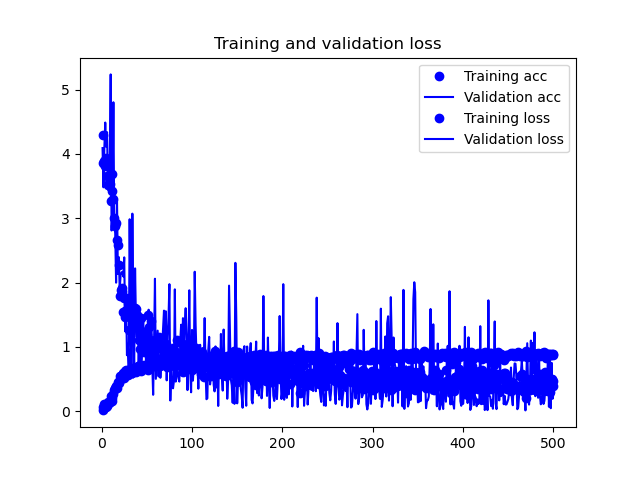 Training and validation loss
Training acc
Validation acc
Training loss
Validation loss
5
4
3
2
1
0
0 100 200 300 400 500